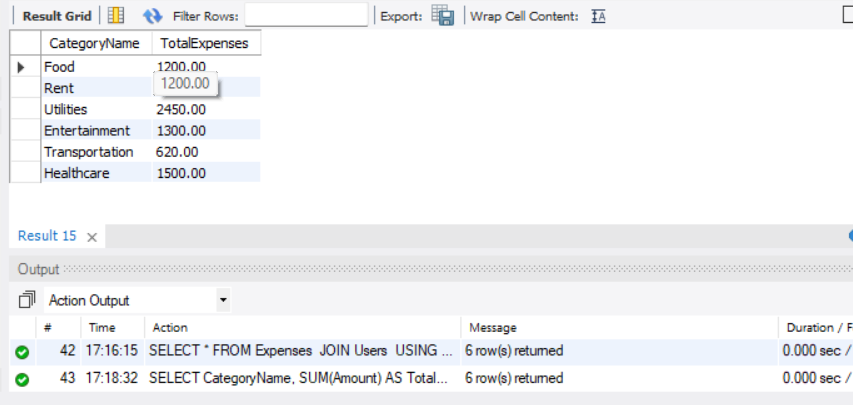 Result Grid Filter Rows: Export: Wrap Cell Content:
CategoryName TotalExpenses
Food 1200.00
Rent 1200.00
Utilities 2450.00
Entertainment 1300.00
Transportation 620.00
Healthcare 1500.00
Result 15
Output
Action Output
# Time Action Message Duration / F
42 17:16:15 SELECT * FROM Expenses JOIN Users USING ... 6 row(s) returned 0.000 sec /
43 17:18:32 SELECT CategoryName, SUM(Amount) AS Total... 6 row(s) returned 0.000 sec /